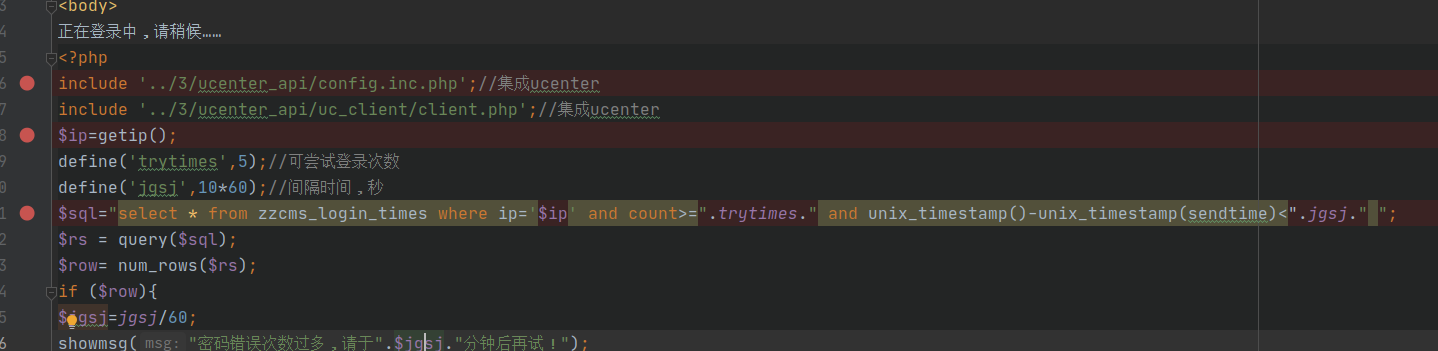 3 <body>
4 正在登录中，请稍候……
5 <?php
6 include '../3/ucenter_api/config.inc.php';//集成ucenter
7 include '../3/ucenter_api/uc_client/client.php';//集成ucenter
8 $ip=getip();
9 define('trytimes',5);//可尝试登录次数
0 define('jgsj',10*60);//间隔时间，秒
1 $sql="select * from zzcms_login_times where ip='$ip' and count>=".trytimes." and unix_timestamp()-unix_timestamp(sendtime)<".jgsj." ";
2 $rs = query($sql);
3 $row= num_rows($rs);
4 if ($row){
5 $jgsj=jgsj/60;
6 showmsg( msg: "密码错误次数过多，请于".$jgsj."分钟后再试！");